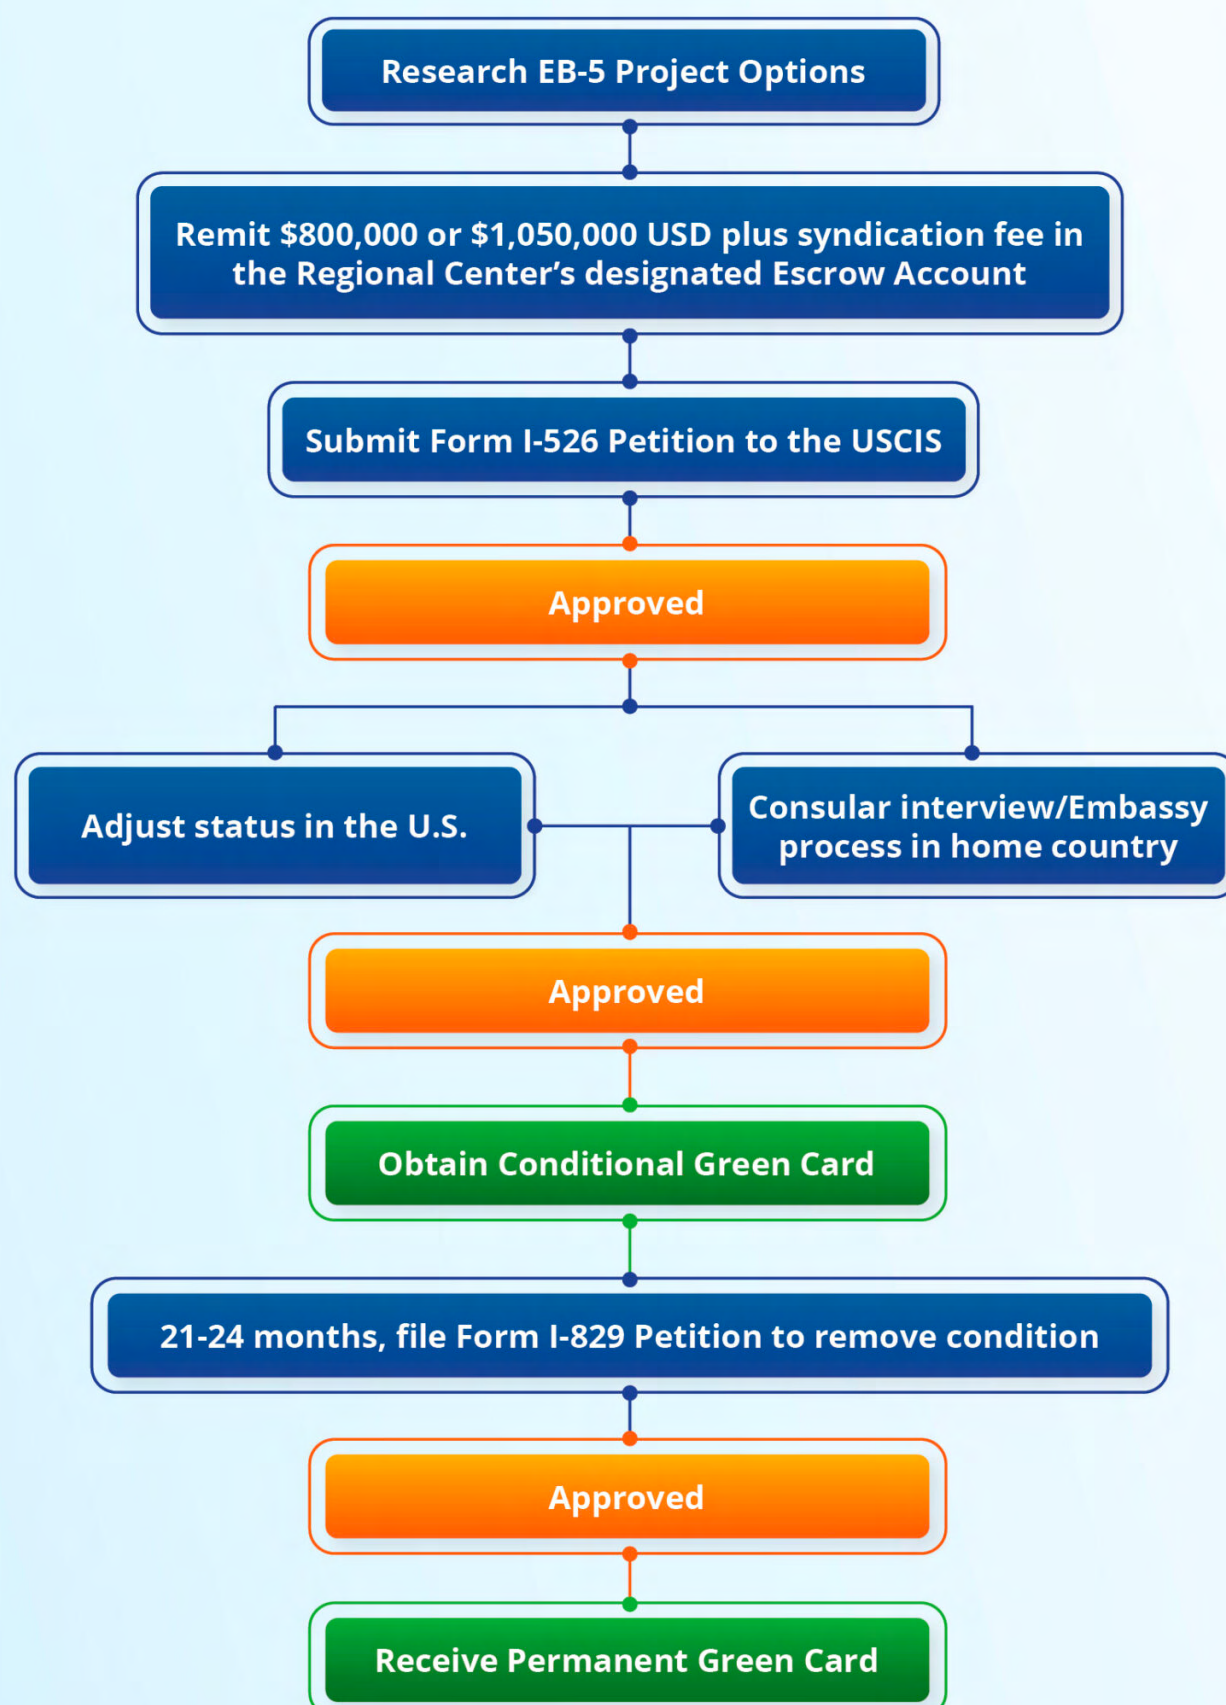 Research EB-5 Project Options
Remit $800,000 or $1,050,000 USD plus syndication fee in
the Regional Center’s designated Escrow Account
Submit Form I-526 Petition to the USCIS
Approved
Adjust status in the U.S.
Consular interview/Embassy
process in home country
Approved
Obtain Conditional Green Card
21-24 months, file Form I-829 Petition to remove condition
Approved
Receive Permanent Green Card